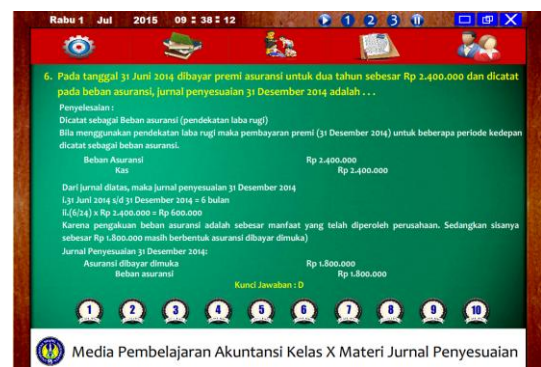 Rabu 1 Jul 2015 09 : 38 : 12
1 2 3
6. Pada tanggal 31 Juni 2014 dibayar premi asuransi untuk dua tahun sebesar Rp 2.400.000 dan dicatat
pada beban asuransi, jurnal penyesuaian 31 Desember 2014 adalah . . .
Penyelesaian :
Dicatat sebagai Beban asuransi (pendekatan laba rugi)
Bila menggunakan pendekatan laba rugi maka pembayaran premi (31 Desember 2014) untuk beberapa periode kedepan
dicatat sebagai beban asuransi.
Beban Asuransi Rp 2.400.000
Kas Rp 2.400.000
Dari jurnal diatas, maka jurnal penyesuaian 31 Desember 2014
I.31 Juni 2014 s/d 31 Desember 2014 = 6 bulan
II.(6/24) x Rp 2.400.000 = Rp 600.000
Karena pengakuan beban asuransi adalah sebesar manfaat yang telah diperoleh perusahaan. Sedangkan sisanya
sebesar Rp 1.800.000 masih berbentuk asuransi dibayar dimuka)
Jurnal Penyesuaian 31 Desember 2014:
Asuransi dibayar dimuka Rp 1.800.000
Beban asuransi Rp 1.800.000
Kunci Jawaban : D
1 2 3 4 5 6 7 8 9 10
Media Pembelajaran Akuntansi Kelas X Materi Jurnal Penyesuaian